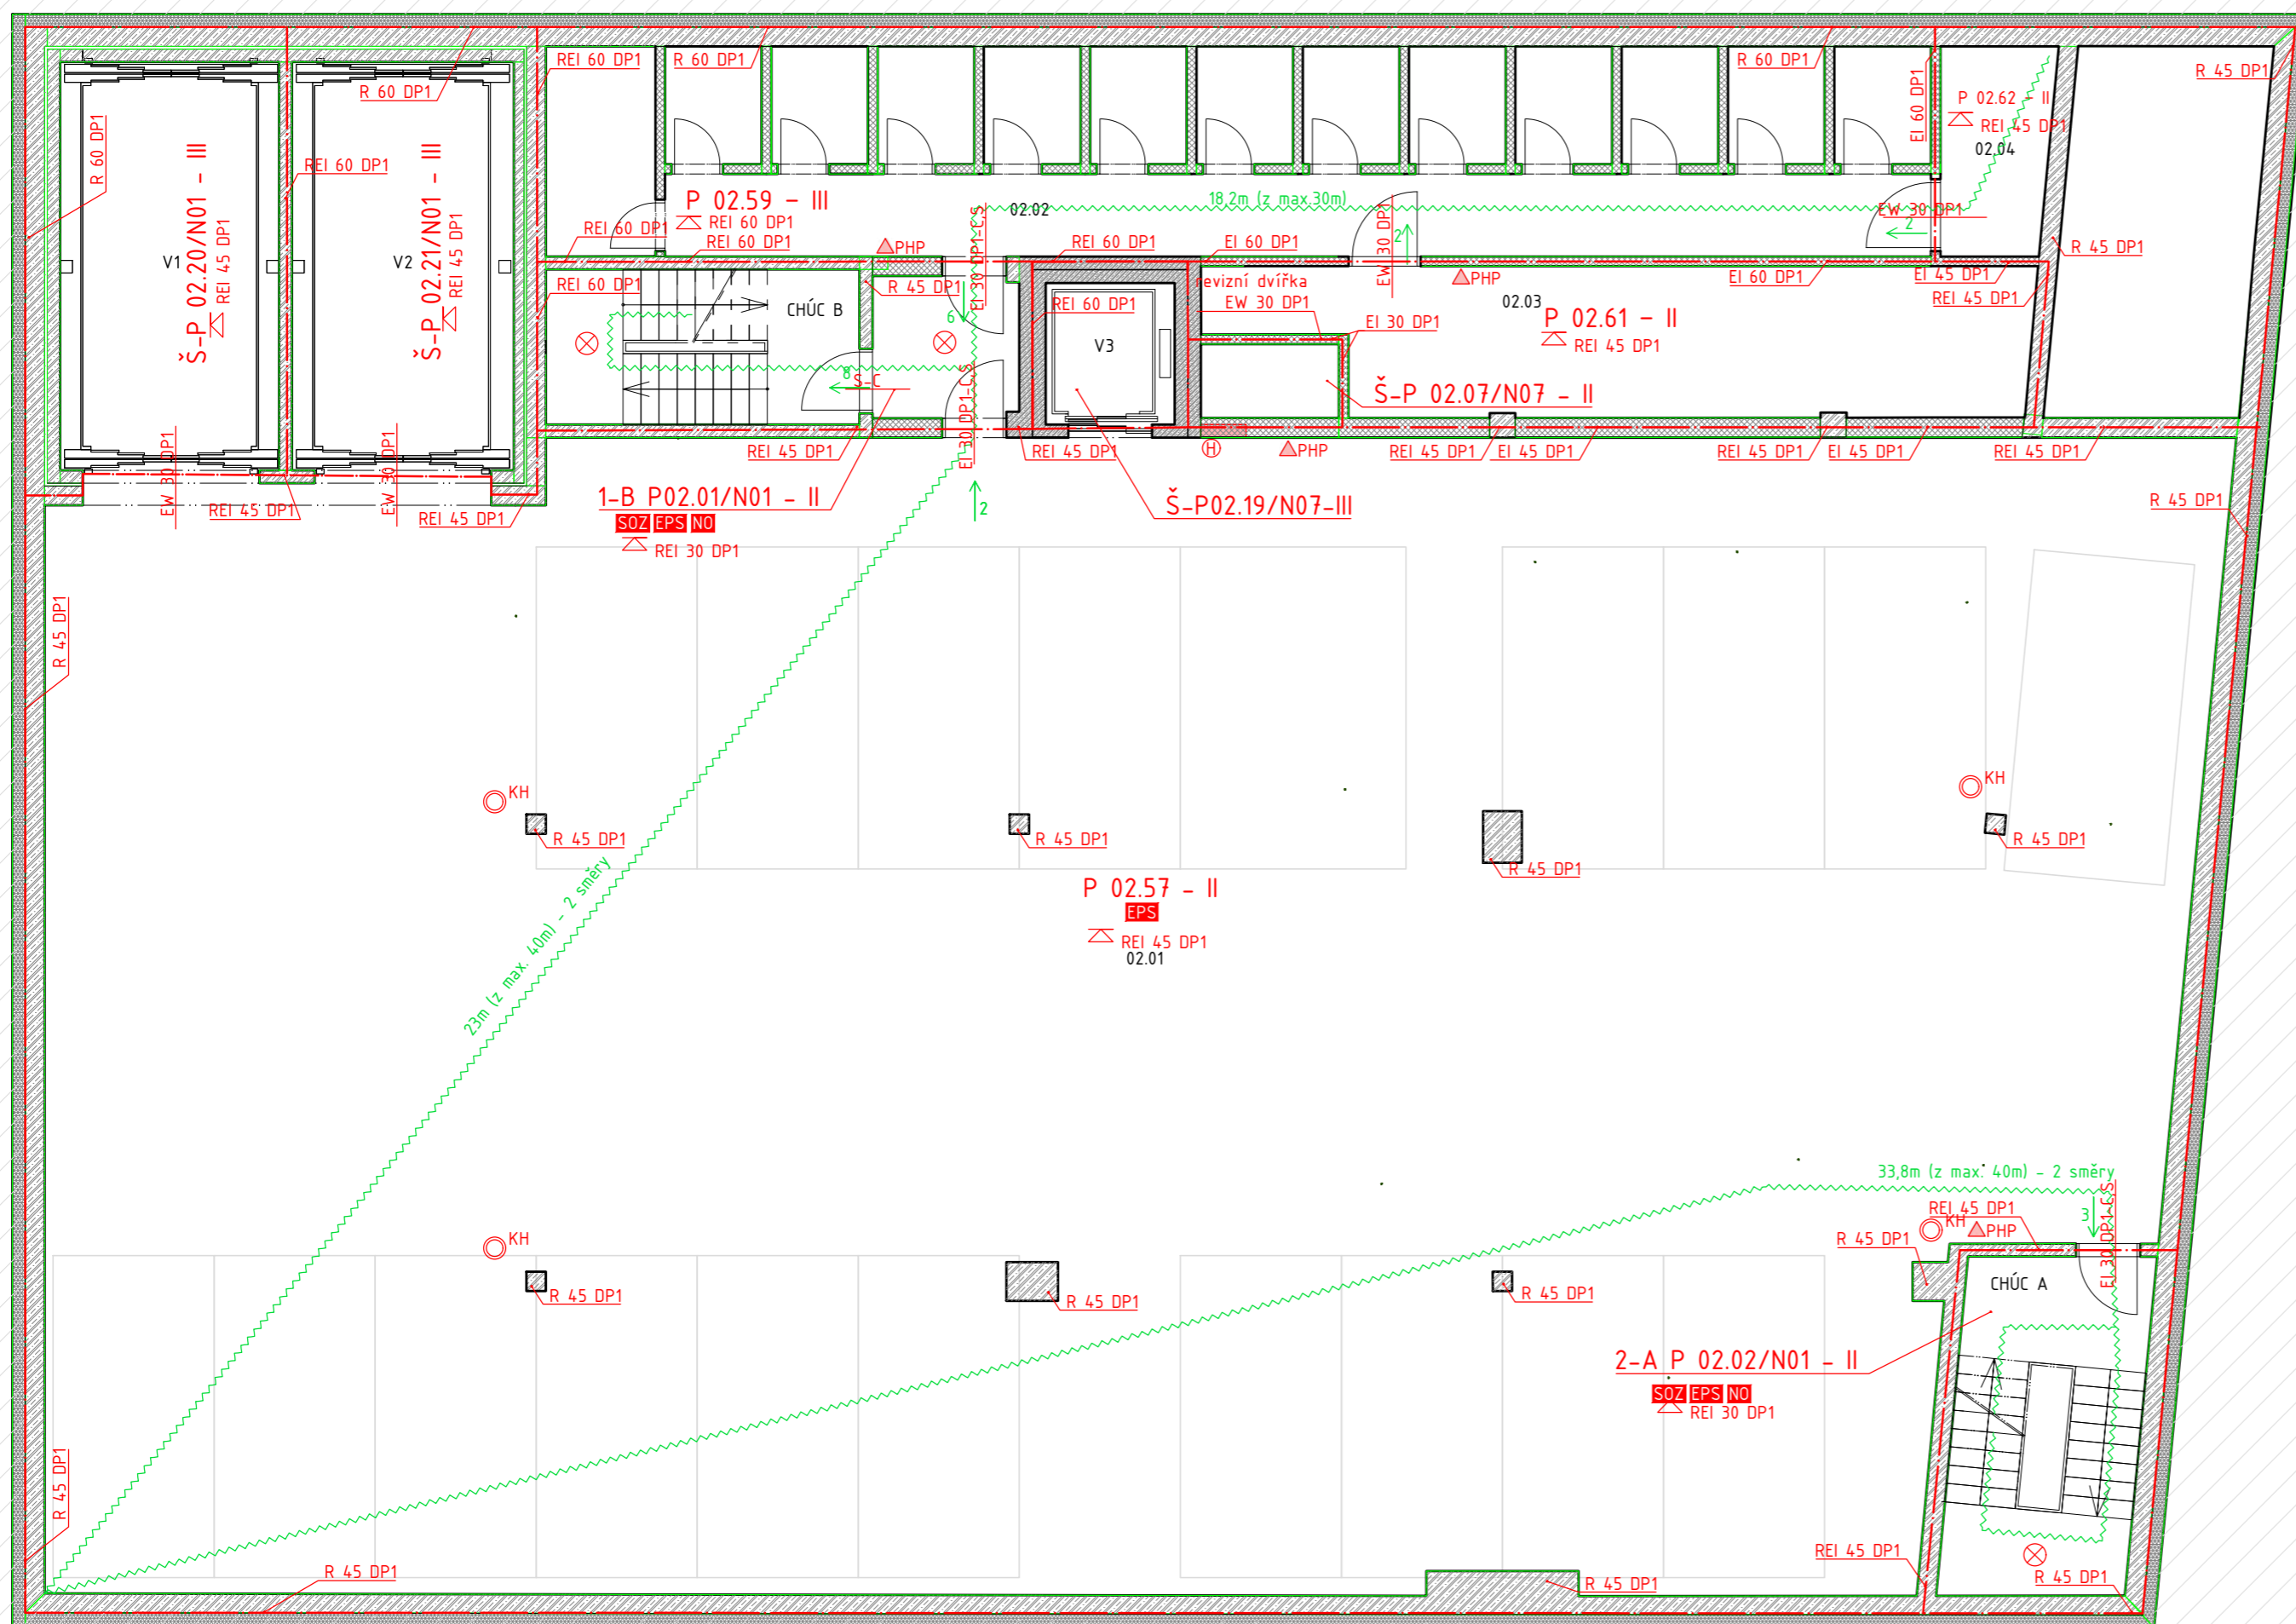 REI 60 DP1
R 60 DP1
R 60 DP1
R 45 DP1
R 60 DP1
EI 60 DP1
P 02.62 - II
REI 45 DP1
02.04
R 60 DP1
Š-P 02.20/N01 - III
REI 45 DP1
V1
REI 60 DP1
Š-P 02.21/N01 - III
REI 45 DP1
V2
P 02.59 - III
REI 60 DP1
02.02
18,2m (z max.30m)
EW 30 DP1
2
EW 30 DP1
2
R 45 DP1
REI 60 DP1
REI 60 DP1
PHP
EI 30 DP1-C,S
REI 60 DP1
EI 60 DP1
REI 60 DP1
R 45 DP1
CHÚC B
6
REI 60 DP1
V3
revizní dvířka
EW 30 DP1
EI 30 DP1
PHP
02.03
P 02.61 - II
REI 45 DP1
EI 60 DP1
EI 45 DP1
REI 45 DP1
8
S-C
EI 30 DP1-C,S
Š-P 02.07/N07 - II
REI 45 DP1
REI 45 DP1
H
PHP
REI 45 DP1
EI 45 DP1
REI 45 DP1
EI 45 DP1
REI 45 DP1
EW 30 DP1
REI 45 DP1
EW 30 DP1
REI 45 DP1
1-B P02.01/N01 - II
SOZ EPS NO
REI 30 DP1
2
Š-P02.19/N07-III
R 45 DP1
R 45 DP1
KH
R 45 DP1
R 45 DP1
R 45 DP1
KH
R 45 DP1
23m (z max. 40m) - 2 směry
P 02.57 - II
EPS
REI 45 DP1
02.01
33,8m (z max. 40m) - 2 směry
REI 45 DP1
KH
PHP
3
EI 30 DP1-C,S
KH
R 45 DP1
R 45 DP1
R 45 DP1
R 45 DP1
CHÚC A
2-A P 02.02/N01 - II
SOZ EPS NO
REI 30 DP1
R 45 DP1
R 45 DP1
R 45 DP1
REI 45 DP1
R 45 DP1